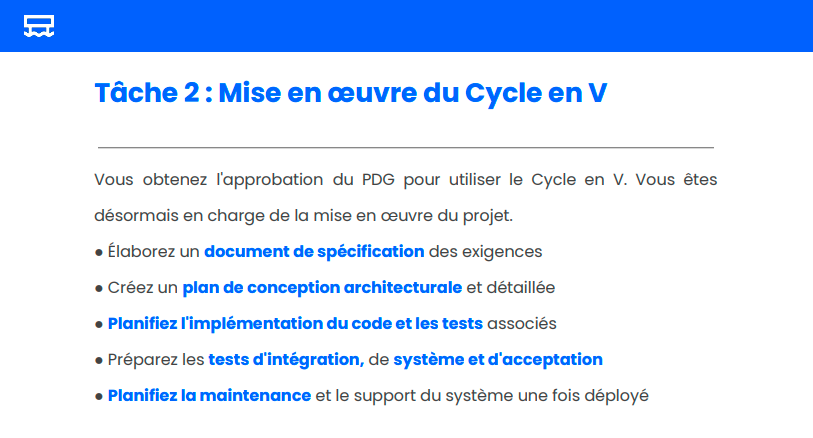 Tâche 2 : Mise en œuvre du Cycle en V
Vous obtenez l'approbation du PDG pour utiliser le Cycle en V. Vous êtes
désormais en charge de la mise en œuvre du projet.
● Élaborez un document de spécification des exigences
● Créez un plan de conception architecturale et détaillée
● Planifiez l'implémentation du code et les tests associés
● Préparez les tests d'intégration, de système et d'acceptation
● Planifiez la maintenance et le support du système une fois déployé